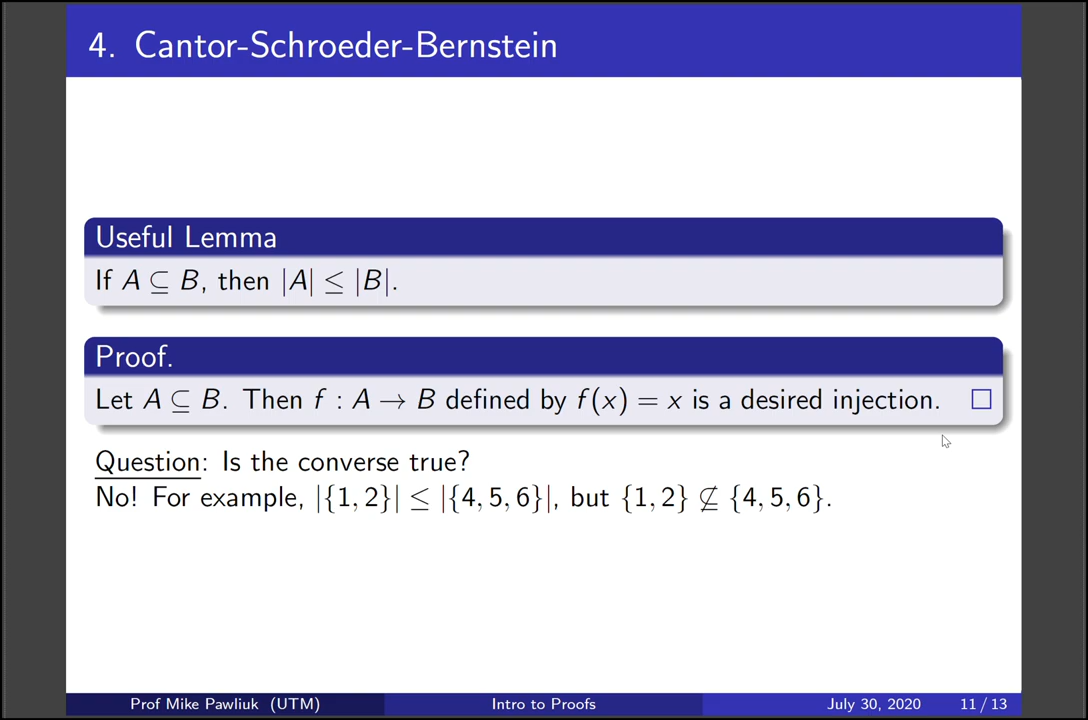 4. Cantor-Schroeder-Bernstein
Useful Lemma
If A ⊆ B, then |A| ≤ |B|.
Proof.
Let A ⊆ B. Then f : A → B defined by f(x) = x is a desired injection. □
Question: Is the converse true?
No! For example, |{1, 2}| ≤ |{4, 5, 6}|, but {1, 2} ⊈ {4, 5, 6}.
Prof Mike Pawliuk (UTM) Intro to Proofs July 30, 2020 11 / 13